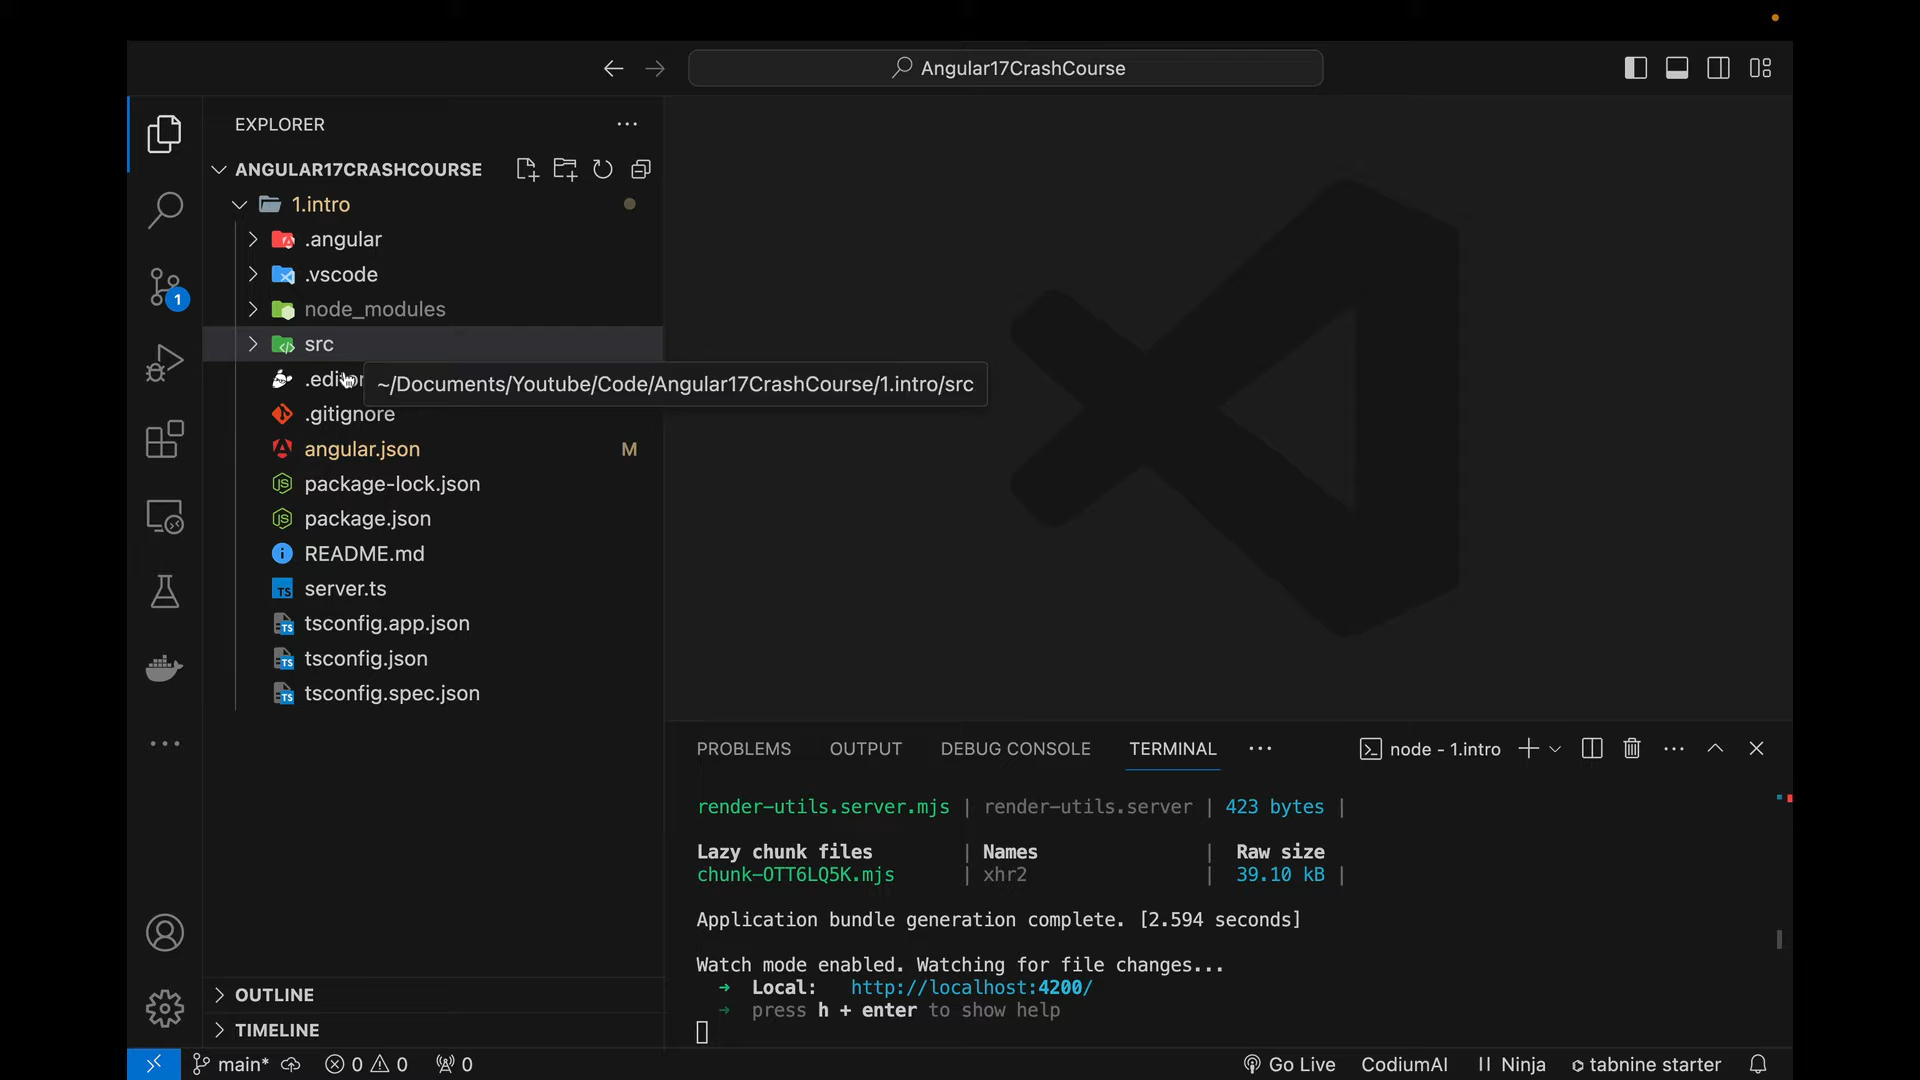 Angular17CrashCourse
EXPLORER
ANGULAR17CRASHCOURSE
1.intro
.angular
.vscode
node_modules
src
~/Documents/Youtube/Code/Angular17CrashCourse/1.intro/src
.gitignore
angular.json M
package-lock.json
package.json
README.md
server.ts
tsconfig.app.json
tsconfig.json
tsconfig.spec.json
1
OUTLINE
TIMELINE
PROBLEMS OUTPUT DEBUG CONSOLE TERMINAL node - 1.intro
render-utils.server.mjs | render-utils.server | 423 bytes |
Lazy chunk files | Names | Raw size
chunk-OTT6LQ5K.mjs | xhr2 | 39.10 kB |
Application bundle generation complete. [2.594 seconds]
Watch mode enabled. Watching for file changes...
➜ Local: http://localhost:4200/
➜ press h + enter to show help
main* 0 0 0 Go Live CodiumAI Ninja tabnine starter